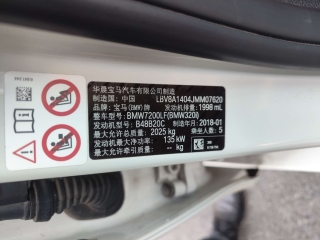 华晨宝马汽车有限公司制造
制造国：中国 LBV8A1404JMM07620
品牌：宝马(BMW)牌 发动机排量：1998 mL
整车型号：BMW7200LF(BMW320i)
发动机型号：B48B20C 制造年月：2018-01
最大允许总质量：2025 kg 乘坐人数：5
发动机最大净功率：135 kW
最大允许牵引质量：-- kg